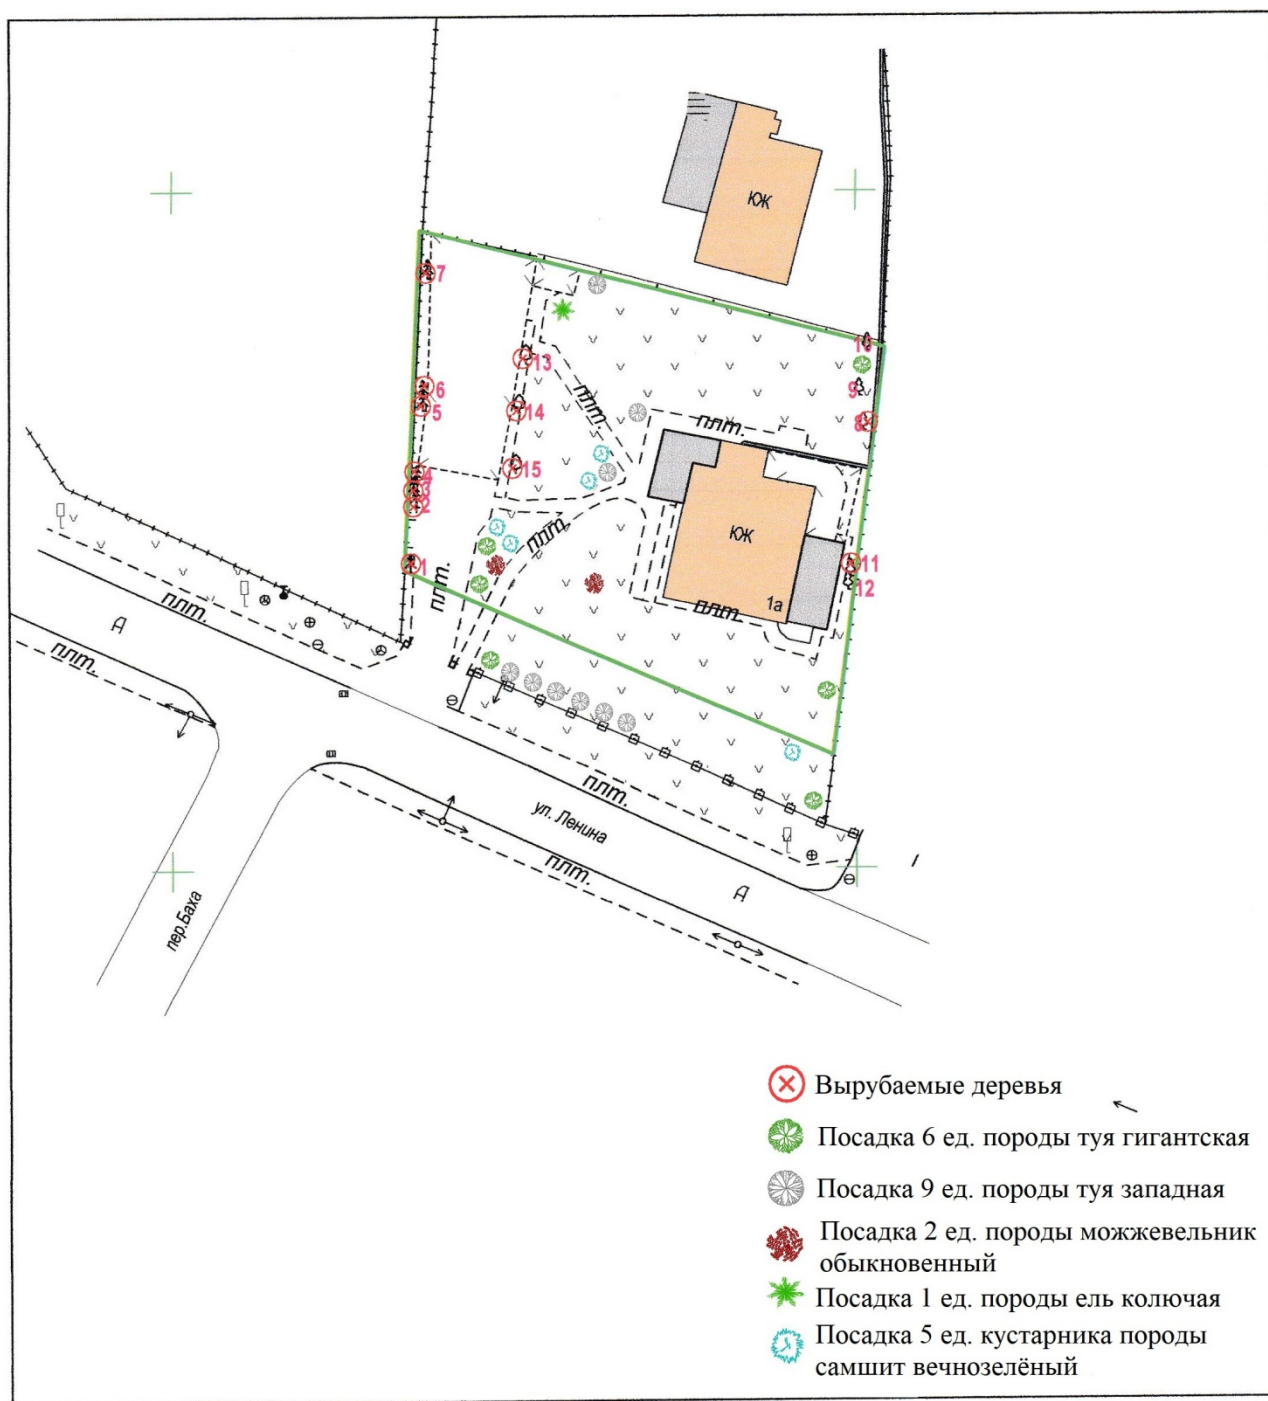 КЖ
7
10
13
9
6
5
14
8
плт.
плт.
15
4
3
2
КЖ
плт.
11
1
12
плт.
1а
плт.
плт.
А
плт.
плт.
ул. Ленина
плт.
А
пер.Баха
Вырубаемые деревья
Посадка 6 ед. породы туя гигантская
Посадка 9 ед. породы туя западная
Посадка 2 ед. породы можжевельник
обыкновенный
Посадка 1 ед. породы ель колючая
Посадка 5 ед. кустарника породы
самшит вечнозелёный